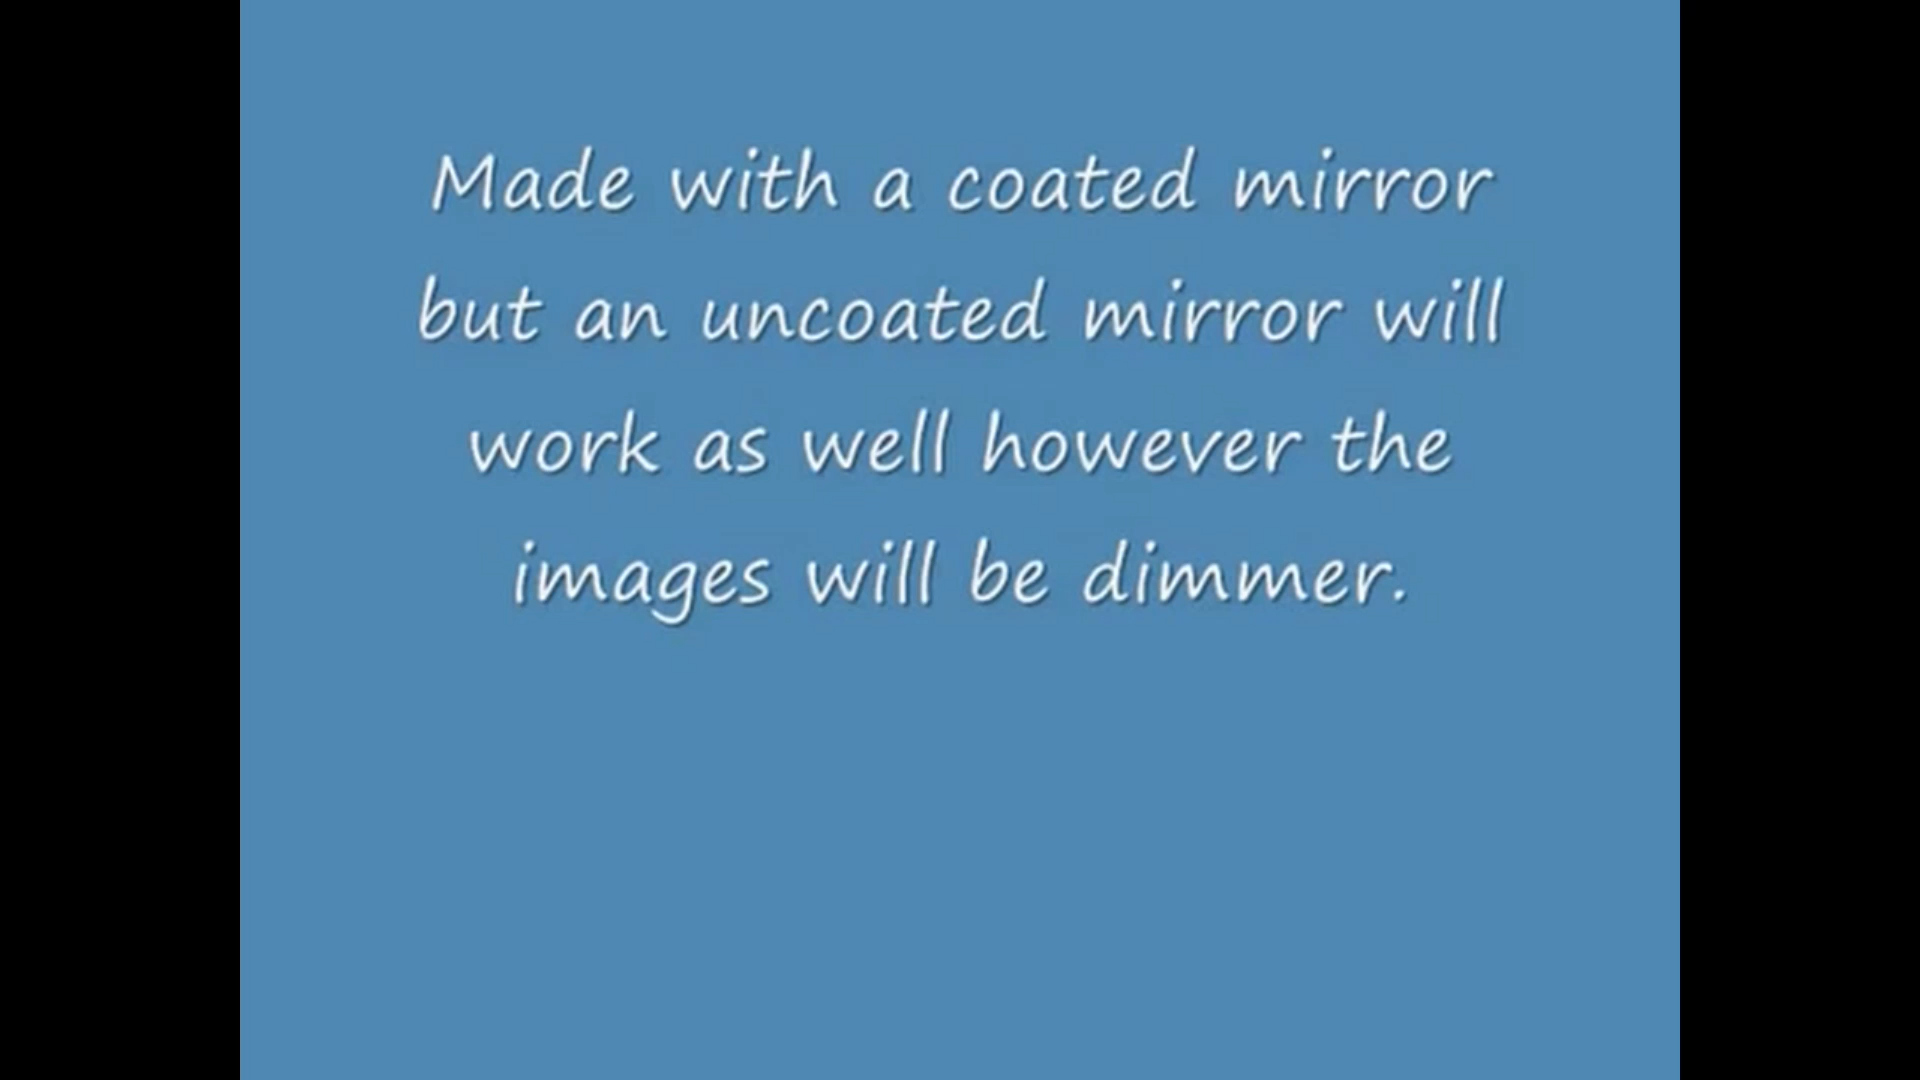 Made with a coated mirror
but an uncoated mirror will
work as well however the
images will be dimmer.